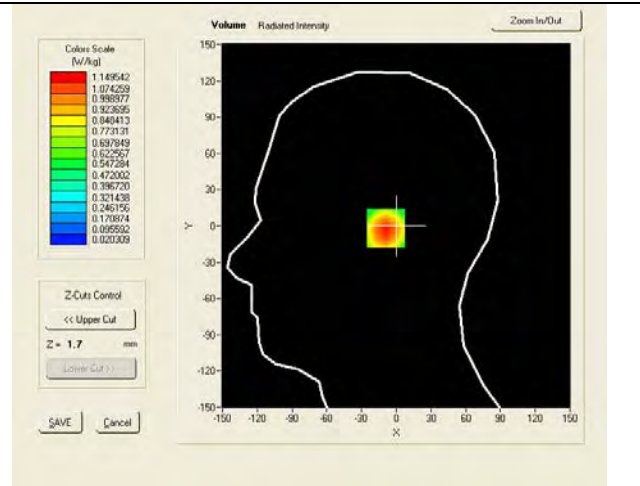 Volume Radiated Intensity
Zoom In/Out
Colors Scale
(W/kg)
1.149542
1.074259
0.998977
0.923695
0.848413
0.773131
0.697849
0.622567
0.547284
0.472002
0.396720
0.321438
0.246156
0.170874
0.095592
0.020309
Z-Cuts Control
<< Upper Cut
Z = 1.7 mm
Lower Cut >>
SAVE Cancel
150
120
90
60
30
0
-30
-60
-90
-120
-150
Y
-150 -120 -90 -60 -30 0 30 60 90 120 150
X